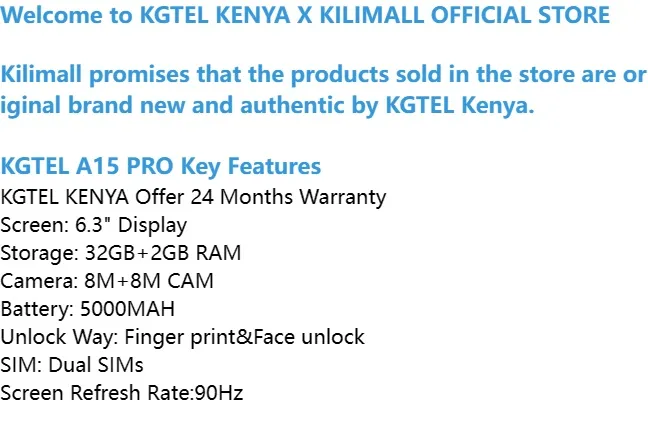 Welcome to KGTEL KENYA X KILIMALL OFFICIAL STORE
Kilimall promises that the products sold in the store are or
iginal brand new and authentic by KGTEL Kenya.
KGTEL A15 PRO Key Features
KGTEL KENYA Offer 24 Months Warranty
Screen: 6.3" Display
Storage: 32GB+2GB RAM
Camera: 8M+8M CAM
Battery: 5000MAH
Unlock Way: Finger print&Face unlock
SIM: Dual SIMs
Screen Refresh Rate:90Hz